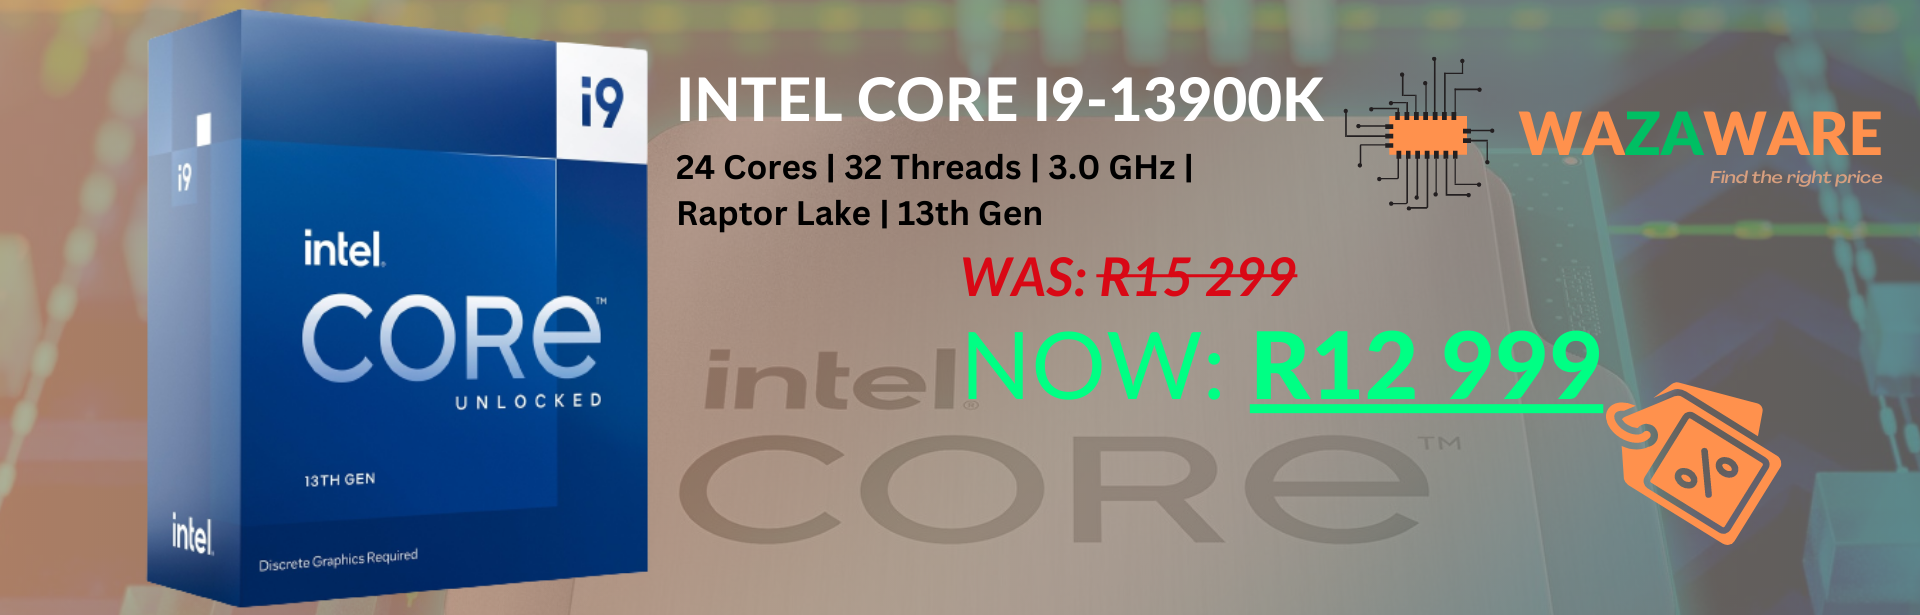 i9
i9
intel.
CORE™
UNLOCKED
13TH GEN
intel.
Discrete Graphics Required
INTEL CORE I9-13900K
24 Cores | 32 Threads | 3.0 GHz |
Raptor Lake | 13th Gen
WAS: R15 299
NOW: R12 999
intel®
CORE™
WAZAWARE
Find the right price
%